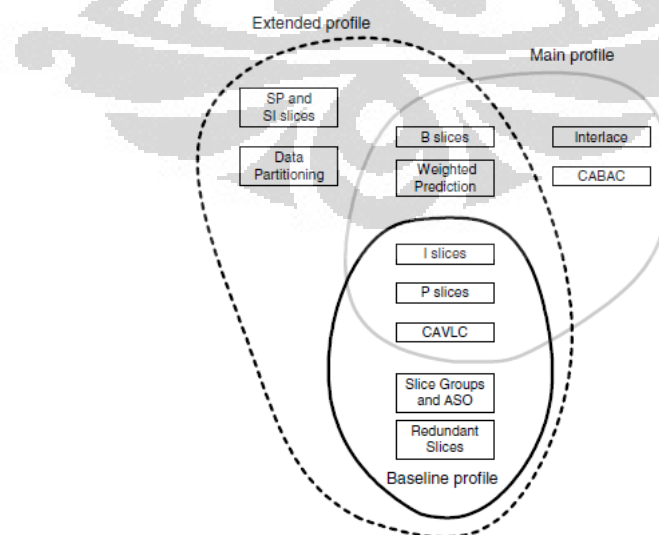 Extended profile
Main profile
SP and
SI slices
B slices
Interlace
Data
Partitioning
Weighted
Prediction
CABAC
I slices
P slices
CAVLC
Slice Groups
and ASO
Redundant
Slices
Baseline profile